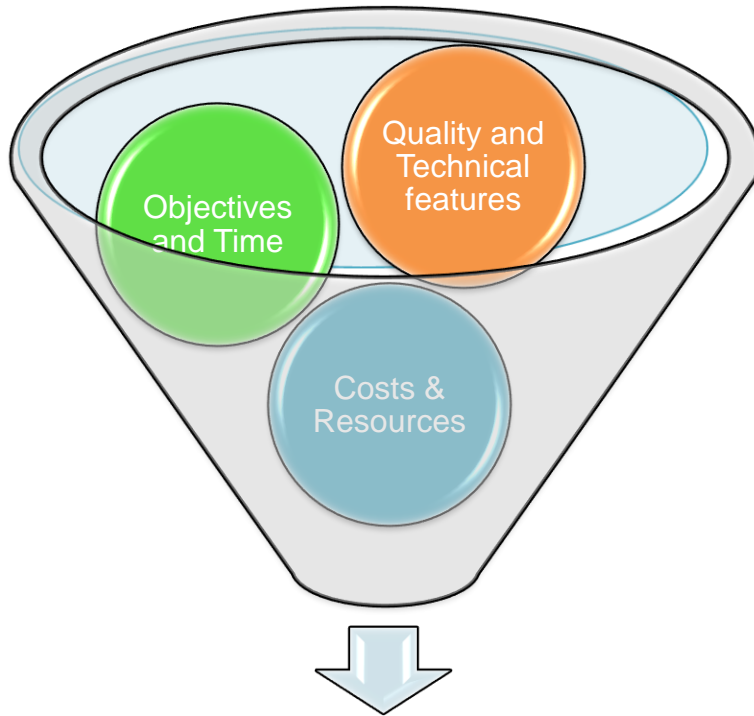 Quality and
Technical
features
Objectives
and Time
Costs &
Resources